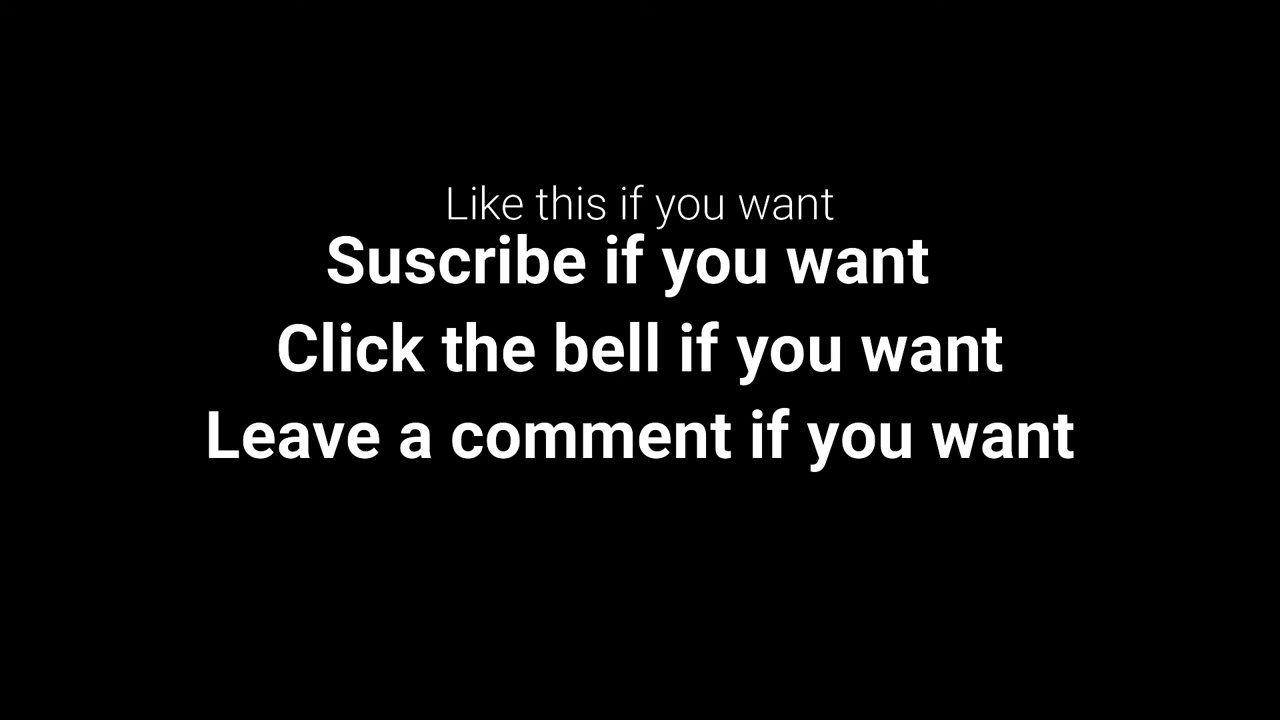 Like this if you want
Suscribe if you want
Click the bell if you want
Leave a comment if you want